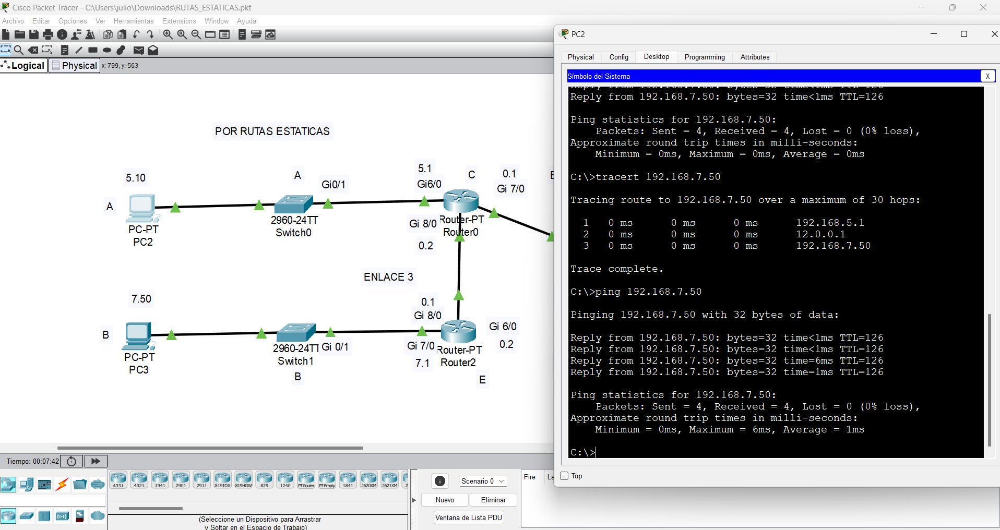 Cisco Packet Tracer - C:\Users\julio\Downloads\RUTAS_ESTATICAS.pkt
Archivo Editar Opciones Ver Herramientas Extensions Window Ayuda
Logical Physical x: 799, y: 563
POR RUTAS ESTATICAS
5.10
A
PC-PT
PC2
A
Gi0/1
2960-24TT
Switch0
5.1
Gi6/0
C
0.1
Gi 7/0
Gi 8/0
Router-PT
Router0
0.2
ENLACE 3
7.50
B
PC-PT
PC3
2960-24TT
Switch1
Gi 0/1
B
0.1
Gi 8/0
Gi 6/0
0.2
Gi 7/0
Router-PT
Router2
7.1
E
PC2
Physical Config Desktop Programming Attributes
Símbolo del Sistema X
Reply from 192.168.7.50: bytes=32 time<1ms TTL=126
Reply from 192.168.7.50: bytes=32 time<1ms TTL=126
Ping statistics for 192.168.7.50:
Packets: Sent = 4, Received = 4, Lost = 0 (0% loss),
Approximate round trip times in milli-seconds:
Minimum = 0ms, Maximum = 0ms, Average = 0ms
C:\>tracert 192.168.7.50
Tracing route to 192.168.7.50 over a maximum of 30 hops:
1 0 ms 0 ms 0 ms 192.168.5.1
2 0 ms 0 ms 0 ms 12.0.0.1
3 0 ms 0 ms 0 ms 192.168.7.50
Trace complete.
C:\>ping 192.168.7.50
Pinging 192.168.7.50 with 32 bytes of data:
Reply from 192.168.7.50: bytes=32 time<1ms TTL=126
Reply from 192.168.7.50: bytes=32 time<1ms TTL=126
Reply from 192.168.7.50: bytes=32 time=6ms TTL=126
Reply from 192.168.7.50: bytes=32 time=1ms TTL=126
Ping statistics for 192.168.7.50:
Packets: Sent = 4, Received = 4, Lost = 0 (0% loss),
Approximate round trip times in milli-seconds:
Minimum = 0ms, Maximum = 6ms, Average = 1ms
C:\>
Top
Tiempo: 00:07:42
4331 4321 1941 2901 2911 819IOX 819HGW 829 1240 PT-Router PT-Empty 1841 2620XM 2621XM
(Seleccione un Dispositivo para Arrastrar
y Soltar en el Espacio de Trabajo)
Scenario 0
Nuevo Eliminar
Ventana de Lista PDU
Fire